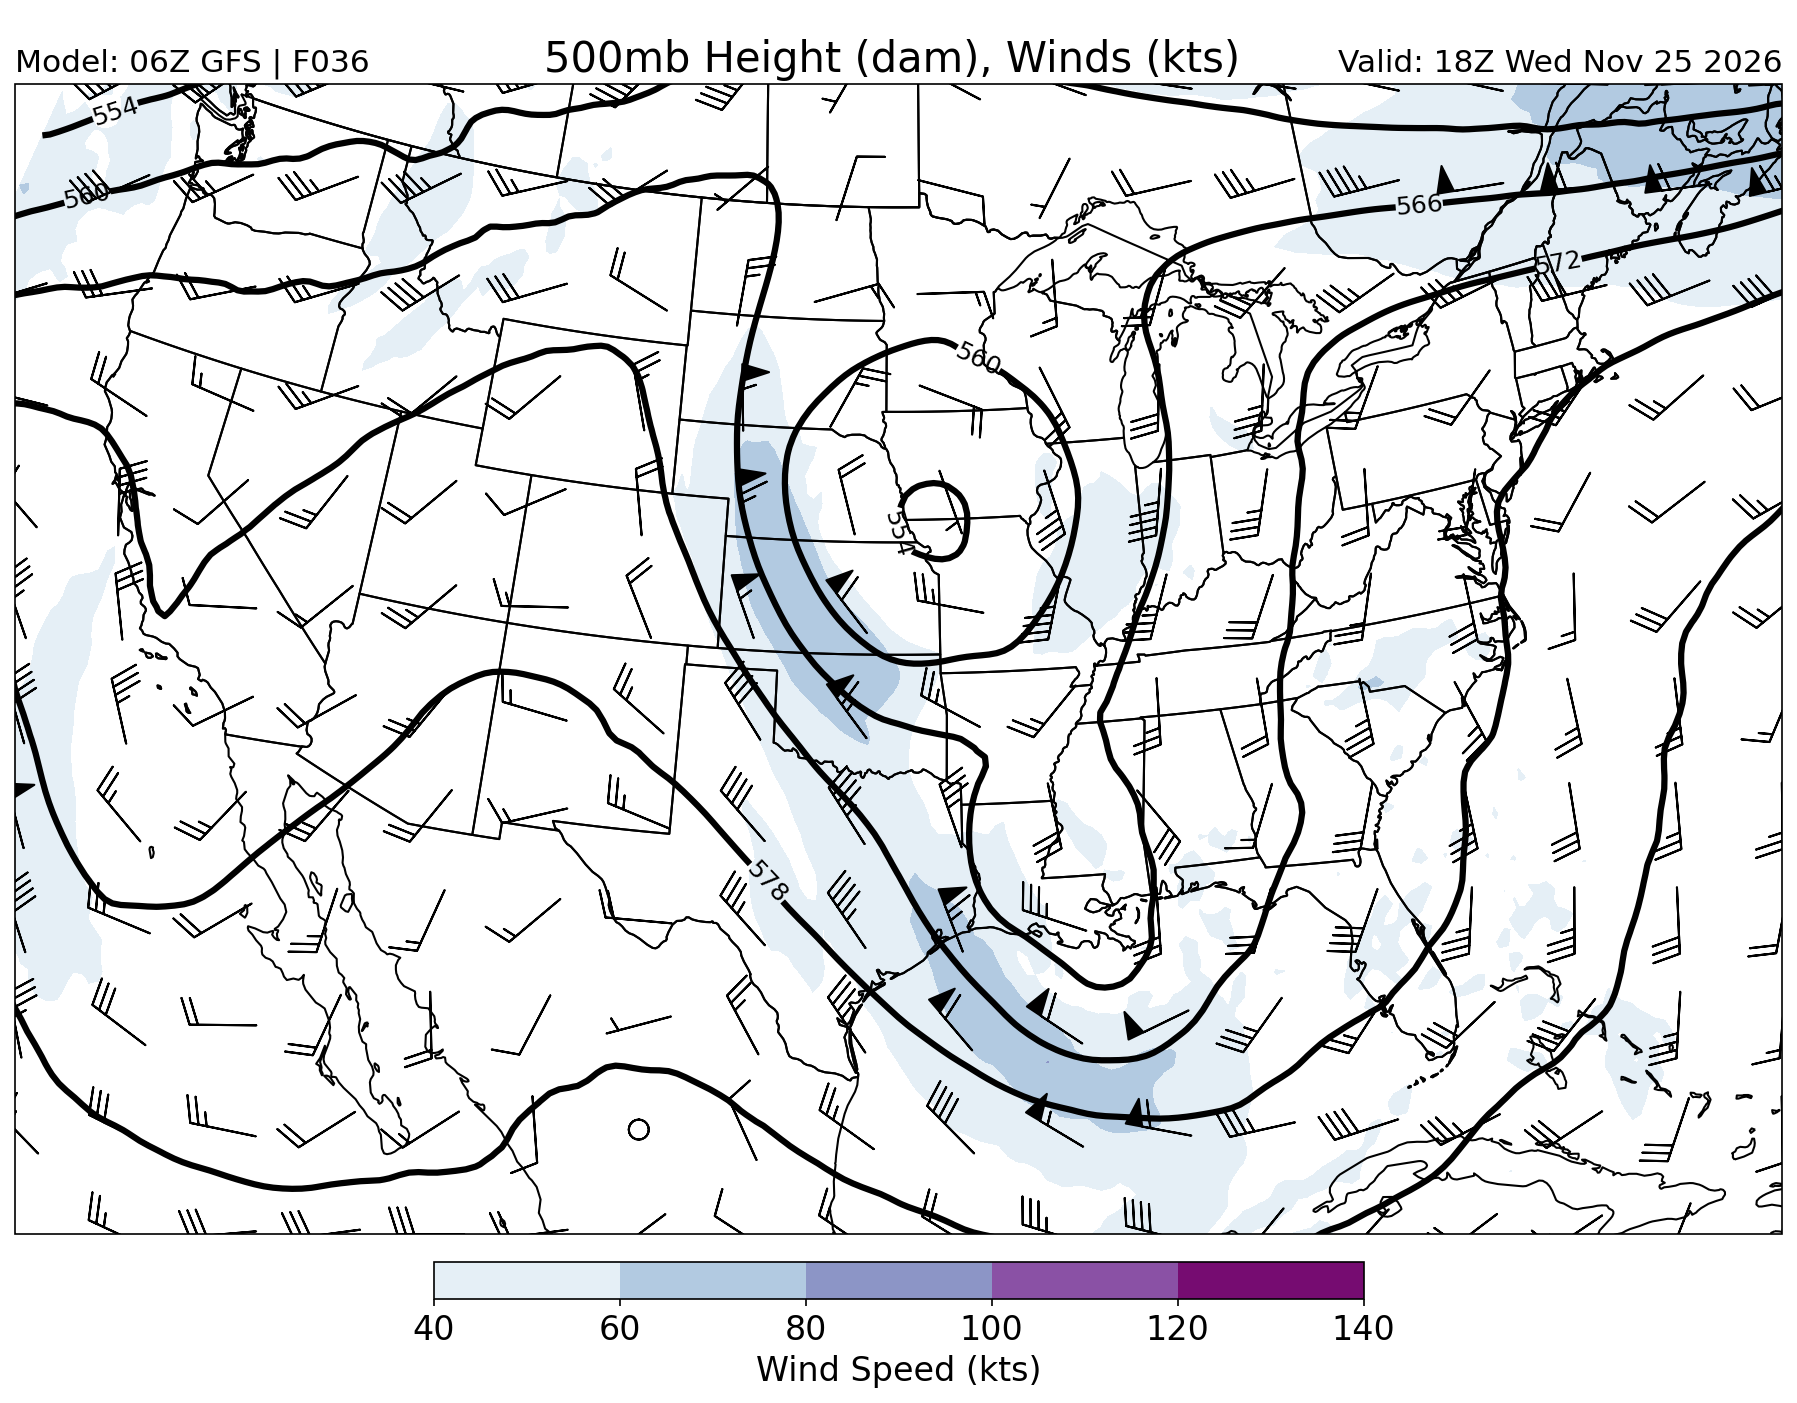 Model: 06Z GFS | F036
500mb Height (dam), Winds (kts)
Valid: 18Z Wed Nov 25 2026
554
560
566
572
560
554
578
40 60 80 100 120 140
Wind Speed (kts)